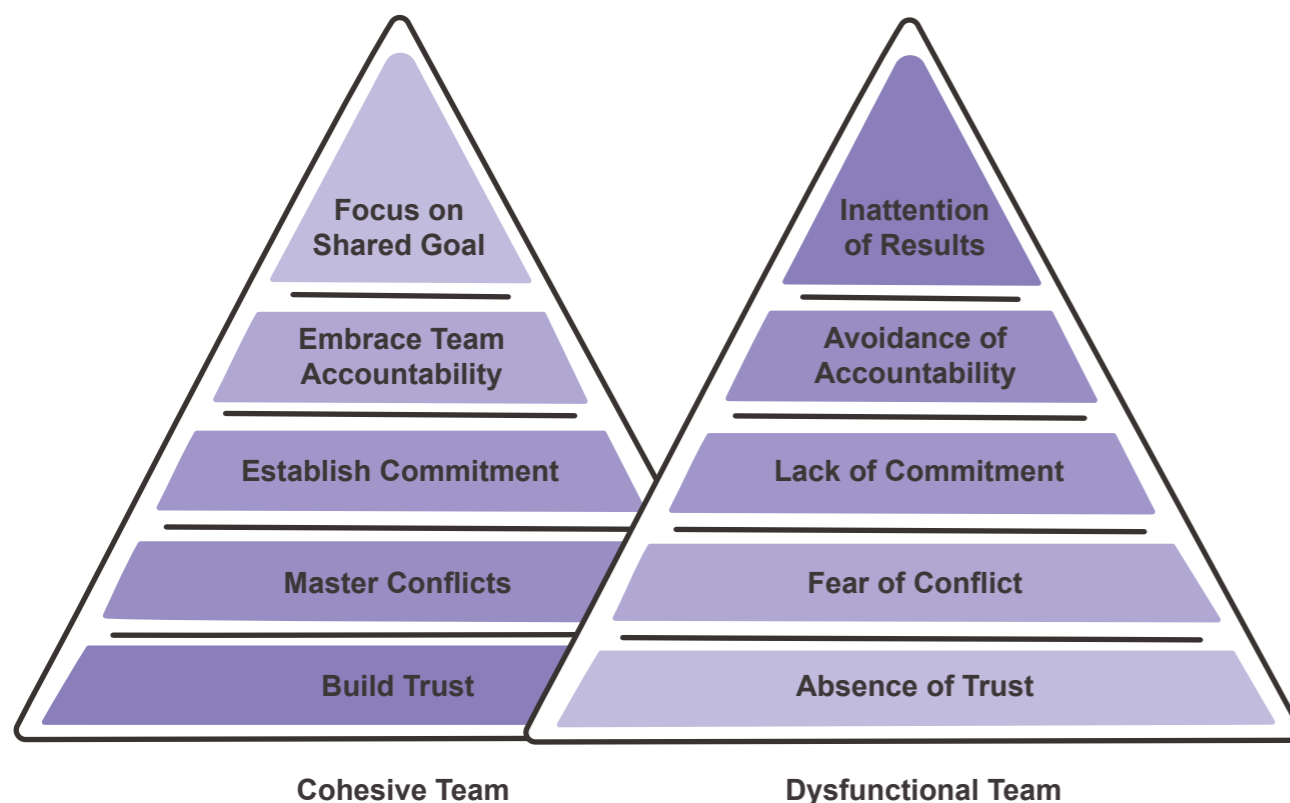 Focus on
Shared Goal
Embrace Team
Accountability
Establish Commitment
Master Conflicts
Build Trust
Cohesive Team
Inattention
of Results
Avoidance of
Accountability
Lack of Commitment
Fear of Conflict
Absence of Trust
Dysfunctional Team